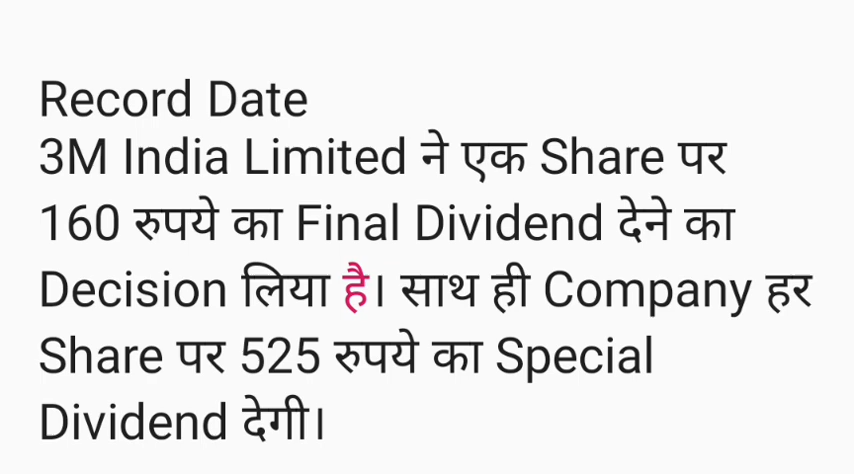 Record Date
3M India Limited ने एक Share पर
160 रुपये का Final Dividend देने का
Decision लिया है। साथ ही Company हर
Share पर 525 रुपये का Special
Dividend देगी।